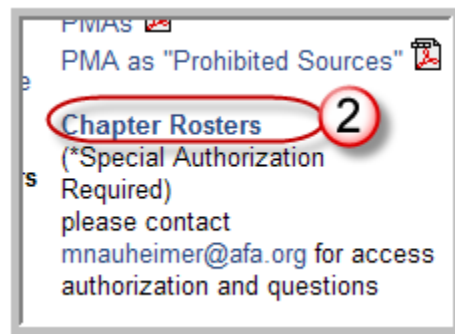 PMAs
PMA as "Prohibited Sources"
e
Chapter Rosters 2
(*Special Authorization
rs Required)
please contact
mnauheimer@afa.org for access
authorization and questions